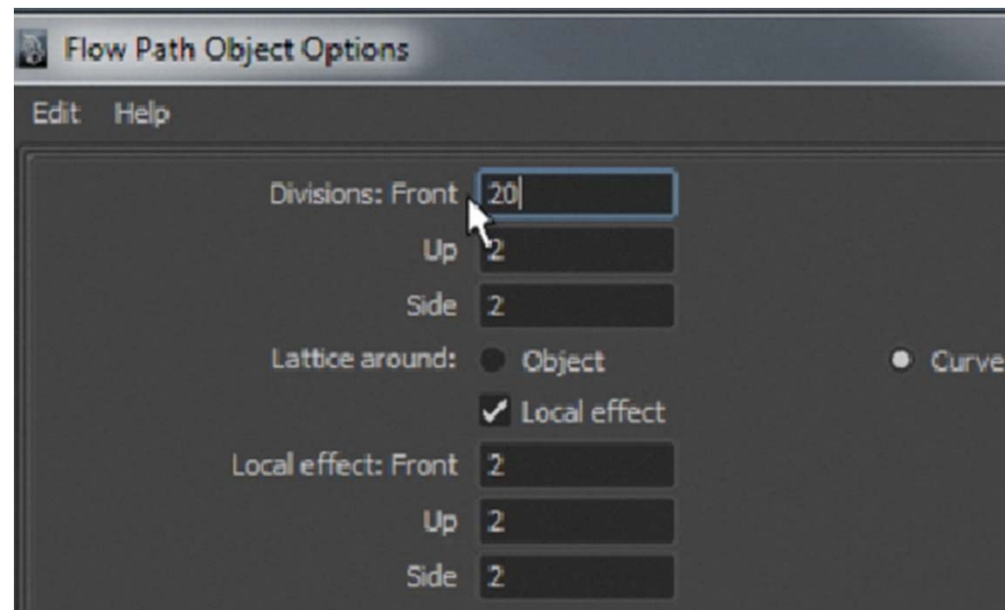 Flow Path Object Options
Edit Help
Divisions: Front 20
Up 2
Side 2
Lattice around: Object Curve
Local effect
Local effect: Front 2
Up 2
Side 2